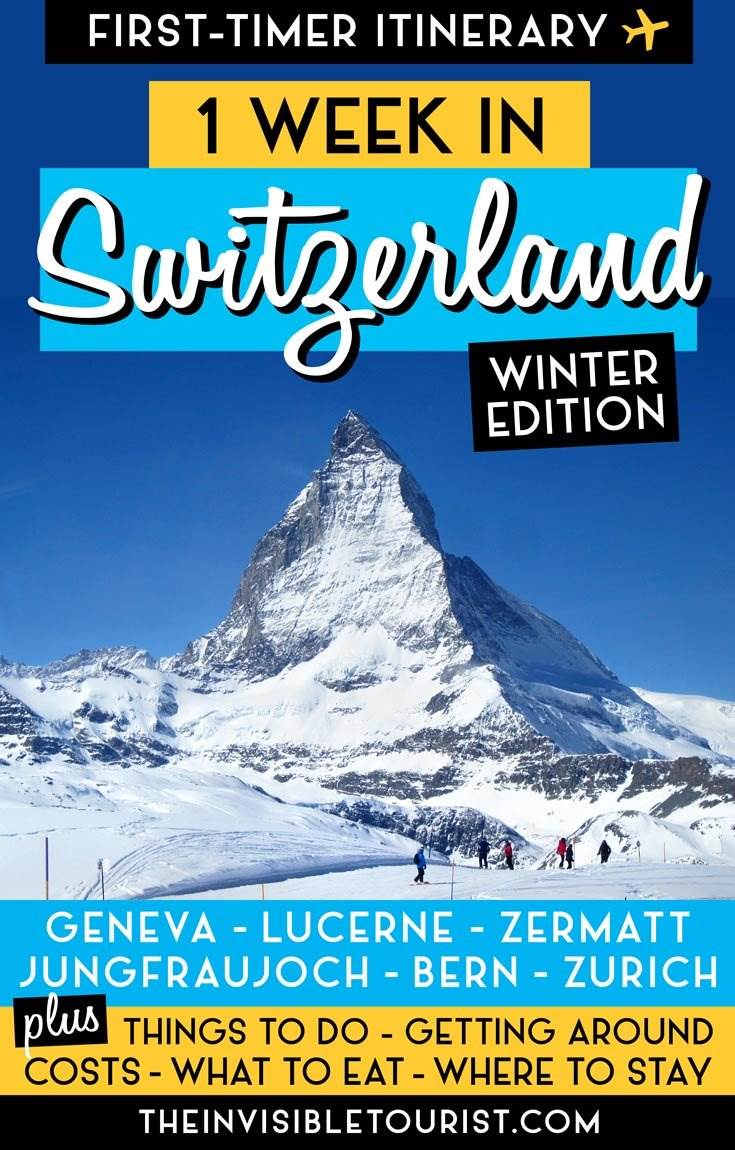 FIRST-TIMER ITINERARY
1 WEEK IN
Switzerland
WINTER
EDITION
GENEVA - LUCERNE - ZERMATT
JUNGFRAUJOCH - BERN - ZURICH
plus THINGS TO DO - GETTING AROUND
COSTS - WHAT TO EAT - WHERE TO STAY
THEINVISIBLETOURIST.COM